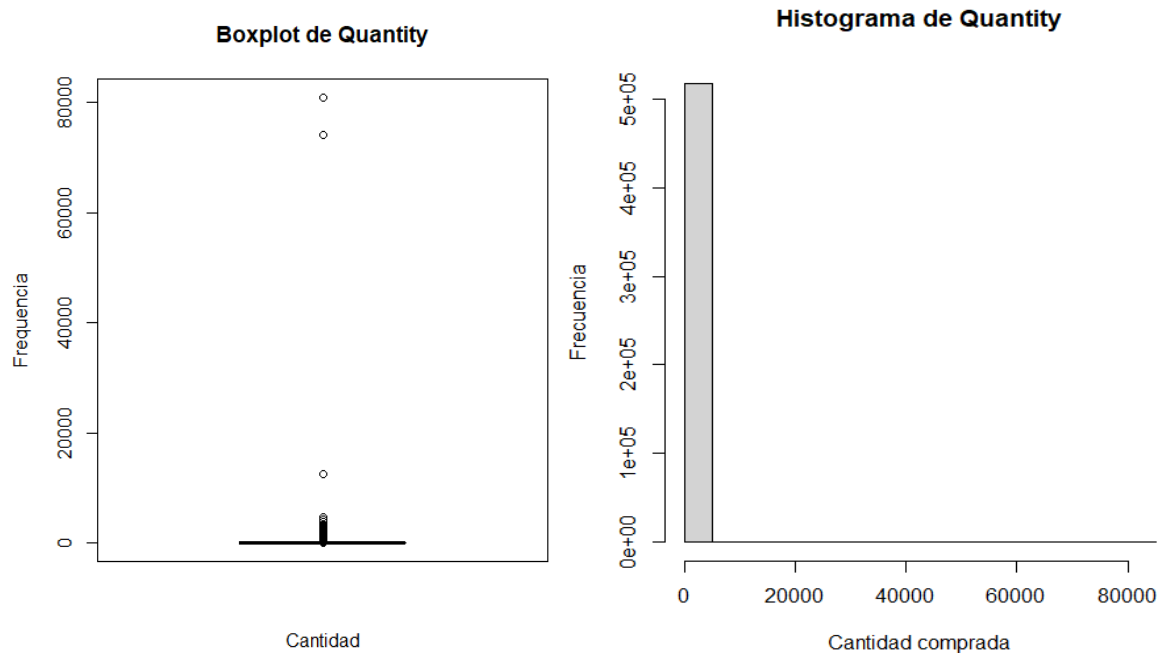 Boxplot de Quantity
Frequencia
80000
60000
40000
20000
0
Cantidad
Histograma de Quantity
Frecuencia
5e+05
4e+05
3e+05
2e+05
1e+05
0e+00
0 20000 40000 60000 80000
Cantidad comprada